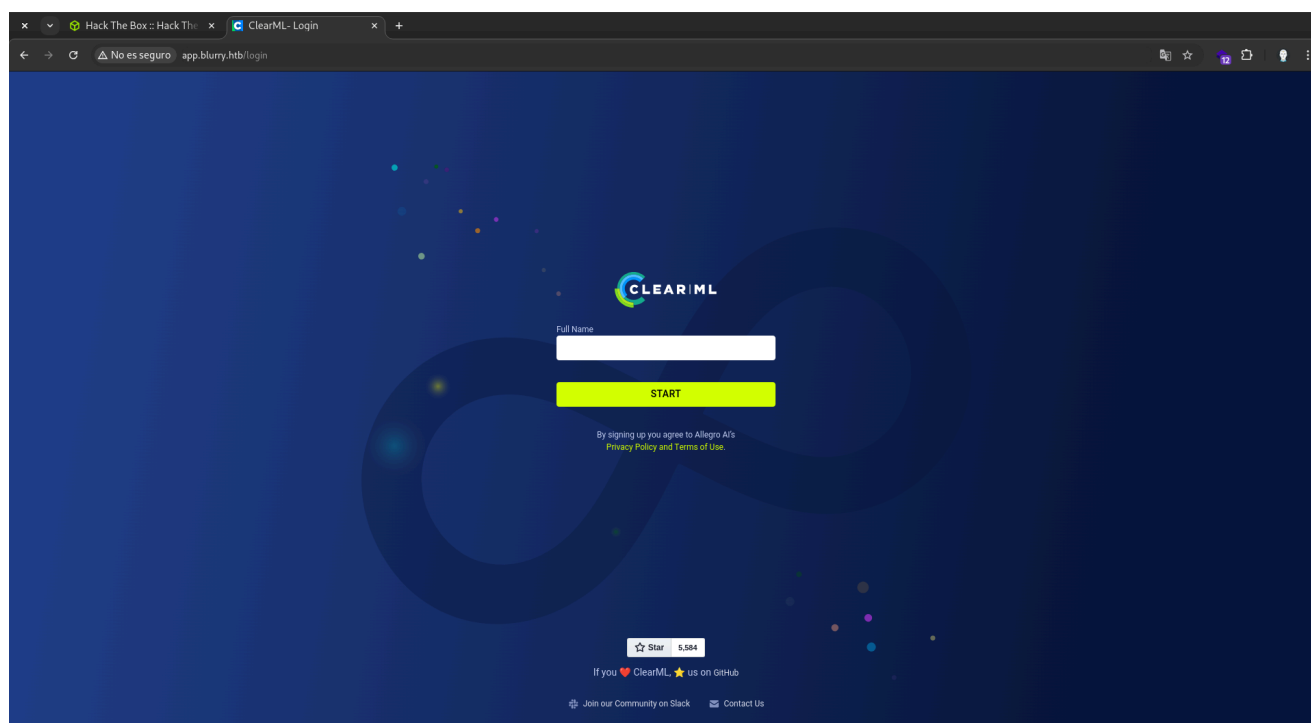 Hack The Box :: Hack The
ClearML- Login
No es seguro
app.blurry.htb/login
12
CLEAR|ML
Full Name
START
By signing up you agree to Allegro AI's
Privacy Policy and Terms of Use.
Star 5,584
If you ❤️ ClearML, ⭐ us on GitHub
Join our Community on Slack
Contact Us